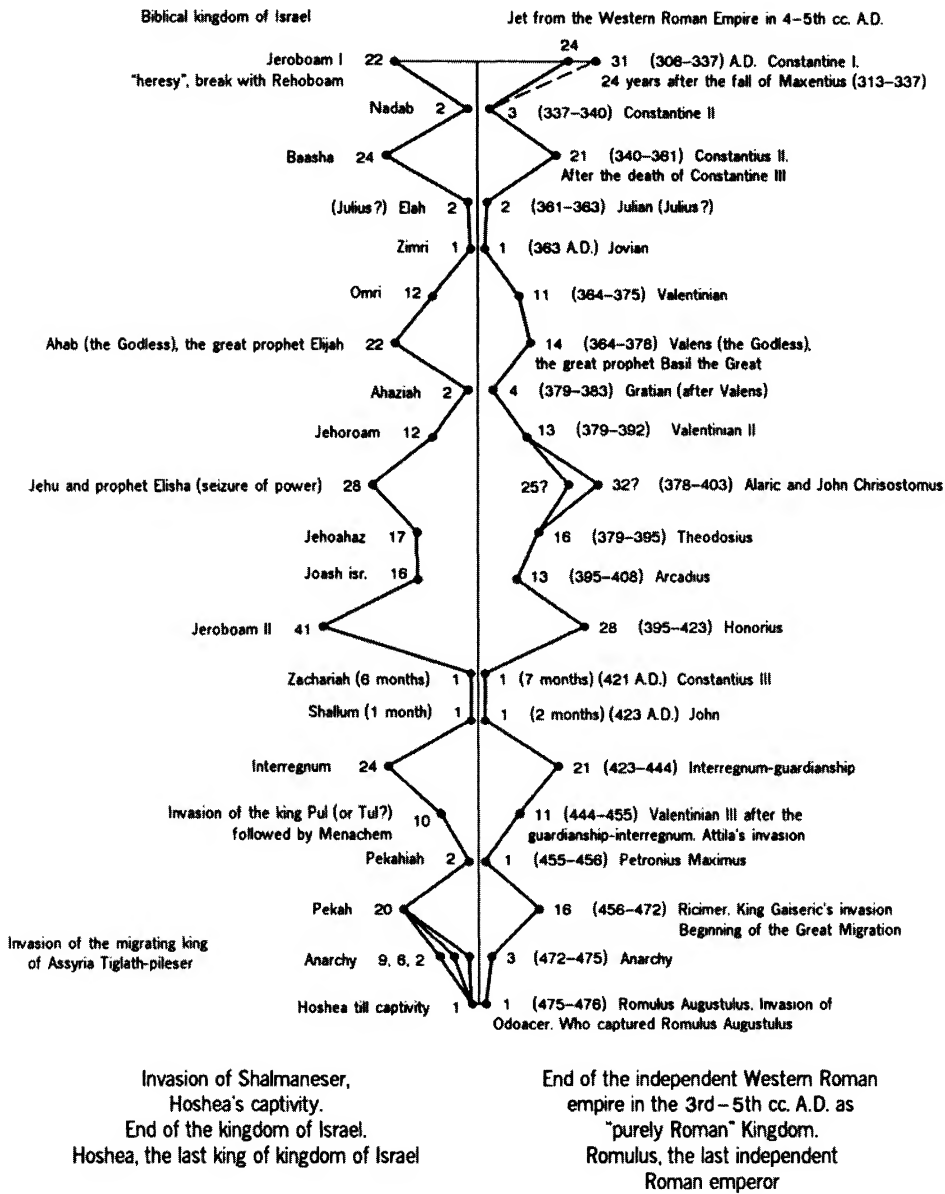 Biblical kingdom of Israel
Jet from the Western Roman Empire in 4-5th cc. A.D.
Jeroboam I 22
"heresy", break with Rehoboam
24
31 (306–337) A.D. Constantine I.
24 years after the fall of Maxentius (313–337)
Nadab 2
3 (337–340) Constantine II
Baasha 24
21 (340–361) Constantius II.
After the death of Constantine III
(Julius?) Elah 2
2 (361–363) Julian (Julius?)
Zimri 1
1 (363 A.D.) Jovian
Omri 12
11 (364–375) Valentinian
Ahab (the Godless), the great prophet Elijah 22
14 (364–378) Valens (the Godless),
the great prophet Basil the Great
Ahaziah 2
4 (379–383) Gratian (after Valens)
Jehoroam 12
13 (379–392) Valentinian II
Jehu and prophet Elisha (seizure of power) 28
25? 32? (378–403) Alaric and John Chrisostomus
Jehoahaz 17
16 (379–395) Theodosius
Joash isr. 16
13 (395–408) Arcadius
Jeroboam II 41
28 (395–423) Honorius
Zachariah (6 months) 1
1 (7 months) (421 A.D.) Constantius III
Shallum (1 month) 1
1 (2 months) (423 A.D.) John
Interregnum 24
21 (423–444) Interregnum-guardianship
Invasion of the king Pul (or Tul?)
followed by Menachem 10
11 (444–455) Valentinian III after the
guardianship-interregnum. Attila's invasion
Pekahiah 2
1 (455–456) Petronius Maximus
Pekah 20
16 (456–472) Ricimer. King Gaiseric's invasion
Beginning of the Great Migration
Invasion of the migrating king
of Assyria Tiglath-pileser
Anarchy 9, 6, 2
3 (472–475) Anarchy
Hoshea till captivity 1
1 (475–476) Romulus Augustulus. Invasion of
Odoacer. Who captured Romulus Augustulus
Invasion of Shalmaneser,
Hoshea's captivity.
End of the kingdom of Israel.
Hoshea, the last king of kingdom of Israel
End of the independent Western Roman
empire in the 3rd–5th cc. A.D. as
"purely Roman" Kingdom.
Romulus, the last independent
Roman emperor